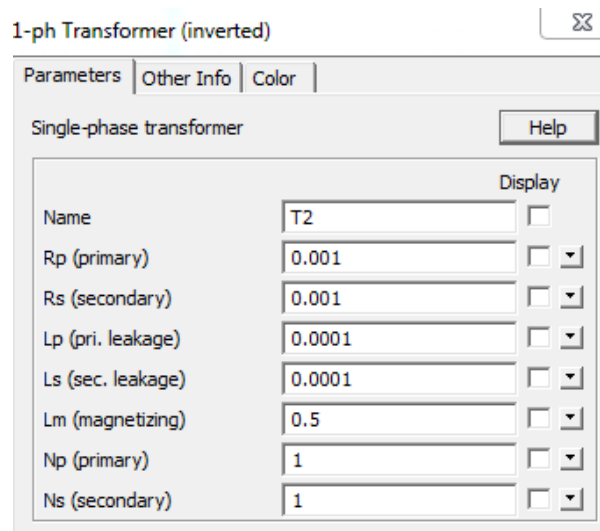 1-ph Transformer (inverted)
Parameters Other Info Color
Single-phase transformer Help
Display
Name T2
Rp (primary) 0.001
Rs (secondary) 0.001
Lp (pri. leakage) 0.0001
Ls (sec. leakage) 0.0001
Lm (magnetizing) 0.5
Np (primary) 1
Ns (secondary) 1